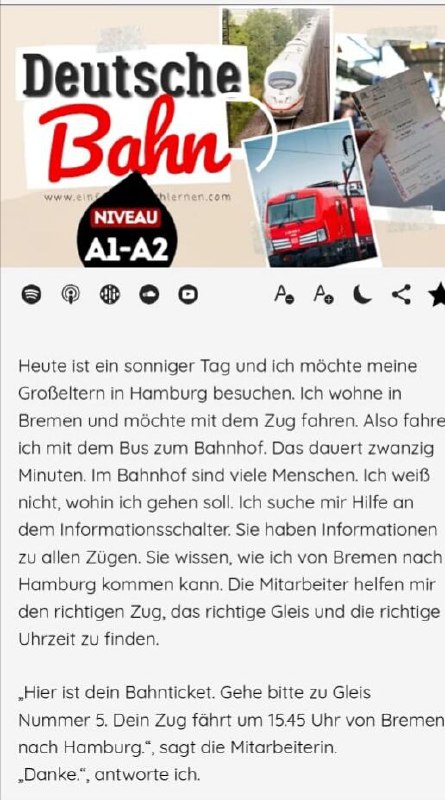 Deutsche
Bahn
NIVEAU
A1-A2
Heute ist ein sonniger Tag und ich möchte meine
Großeltern in Hamburg besuchen. Ich wohne in
Bremen und möchte mit dem Zug fahren. Also fahre
ich mit dem Bus zum Bahnhof. Das dauert zwanzig
Minuten. Im Bahnhof sind viele Menschen. Ich weiß
nicht, wohin ich gehen soll. Ich suche mir Hilfe an
dem Informationsschalter. Sie haben Informationen
zu allen Zügen. Sie wissen, wie ich von Bremen nach
Hamburg kommen kann. Die Mitarbeiter helfen mir
den richtigen Zug, das richtige Gleis und die richtige
Uhrzeit zu finden.
„Hier ist dein Bahnticket. Gehe bitte zu Gleis
Nummer 5. Dein Zug fährt um 15.45 Uhr von Bremen
nach Hamburg.“, sagt die Mitarbeiterin.
„Danke.“, antworte ich.